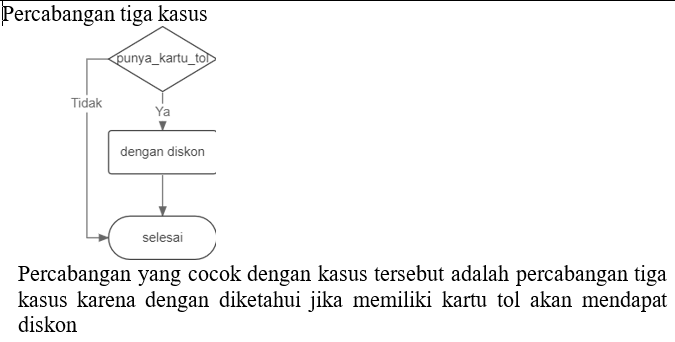 Percabangan tiga kasus
punya_kartu_tol
Tidak
Ya
dengan diskon
selesai
Percabangan yang cocok dengan kasus tersebut adalah percabangan tiga
kasus karena dengan diketahui jika memiliki kartu tol akan mendapat
diskon